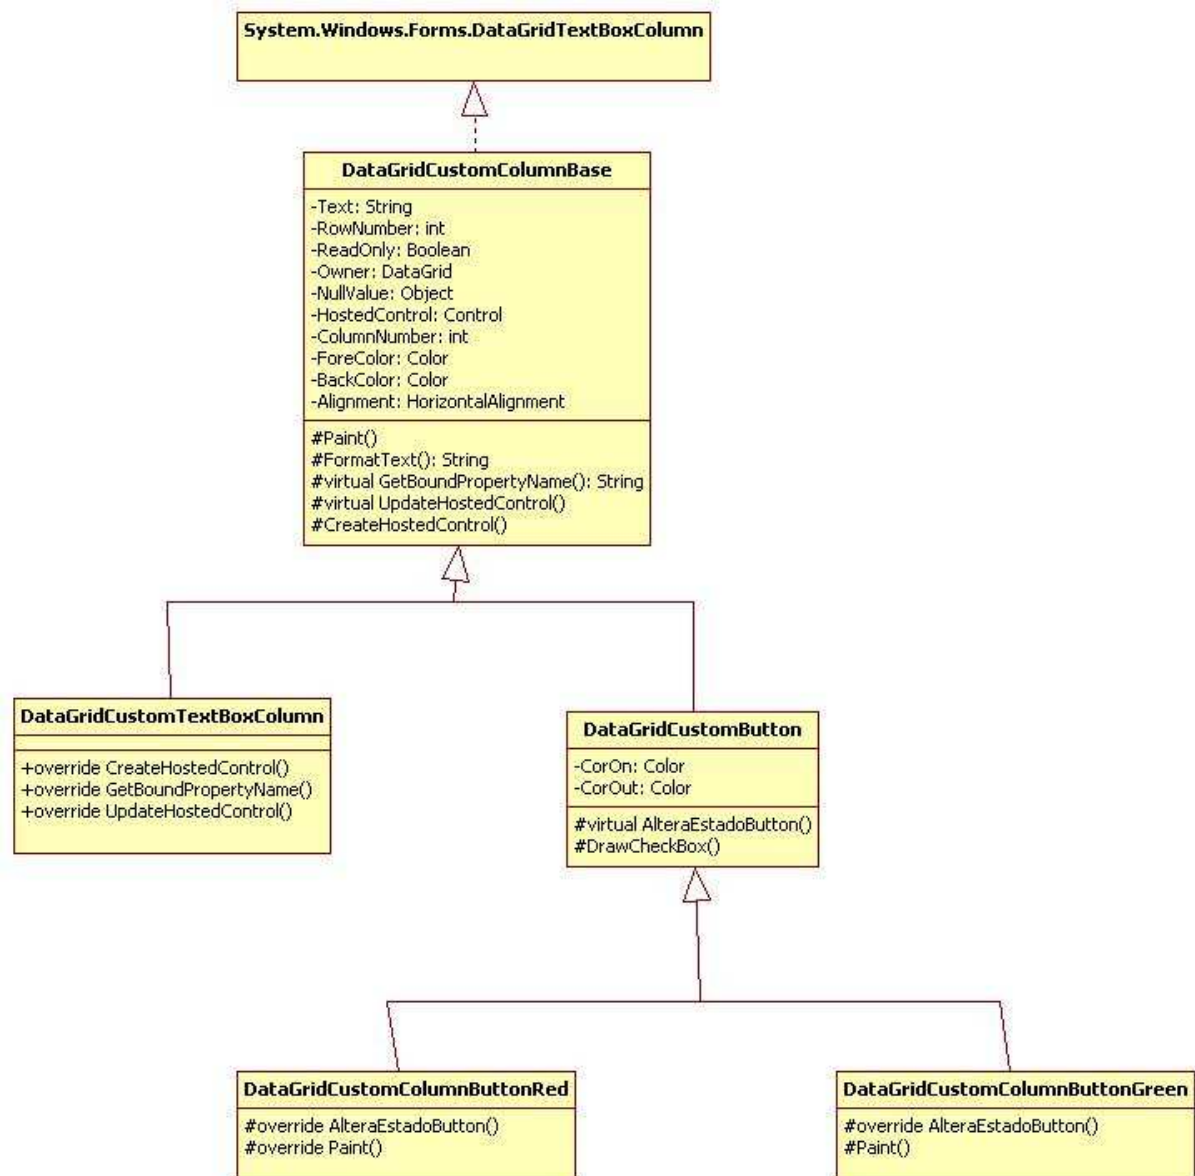 System.Windows.Forms.DataGridTextBoxColumn
DataGridCustomColumnBase
-Text: String
-RowNumber: int
-ReadOnly: Boolean
-Owner: DataGrid
-NullValue: Object
-HostedControl: Control
-ColumnNumber: int
-ForeColor: Color
-BackColor: Color
-Alignment: HorizontalAlignment
#Paint()
#FormatText(): String
#virtual GetBoundPropertyName(): String
#virtual UpdateHostedControl()
#CreateHostedControl()
DataGridCustomTextBoxColumn
+override CreateHostedControl()
+override GetBoundPropertyName()
+override UpdateHostedControl()
DataGridCustomButton
-CorOn: Color
-CorOut: Color
#virtual AlteraEstadoButton()
#DrawCheckBox()
DataGridCustomColumnButtonRed
#override AlteraEstadoButton()
#override Paint()
DataGridCustomColumnButtonGreen
#override AlteraEstadoButton()
#Paint()